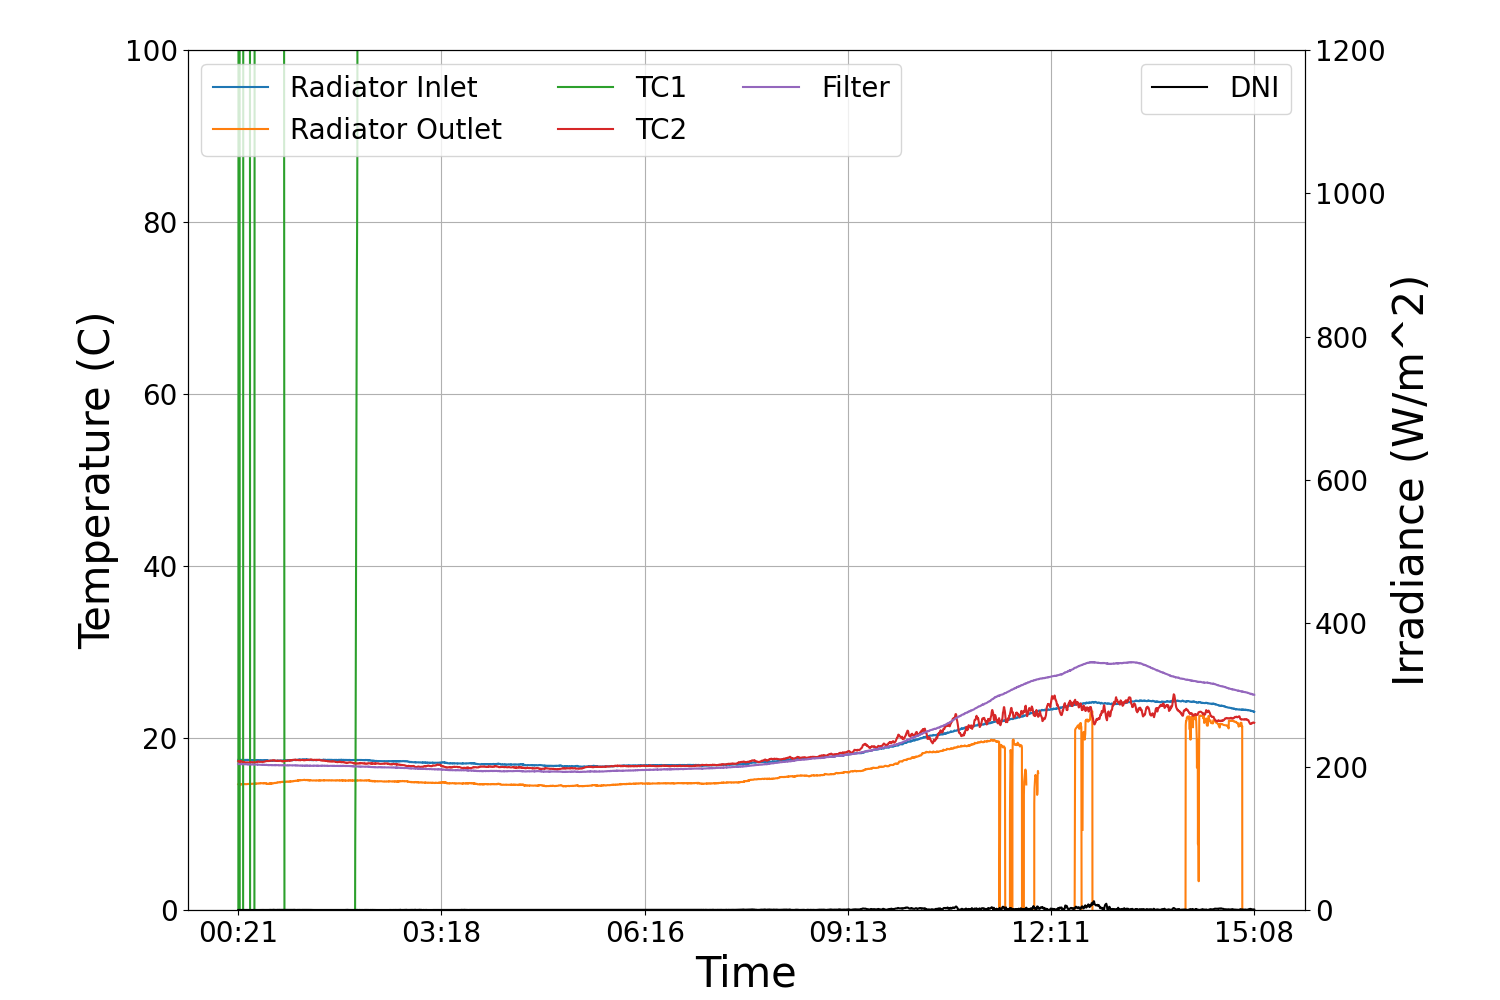 Radiator Inlet
Radiator Outlet
TC1
TC2
Filter
DNI
100
80
60
40
20
0
Temperature (C)
1200
1000
800
600
400
200
0
Irradiance (W/m^2)
00:21 03:18 06:16 09:13 12:11 15:08
Time